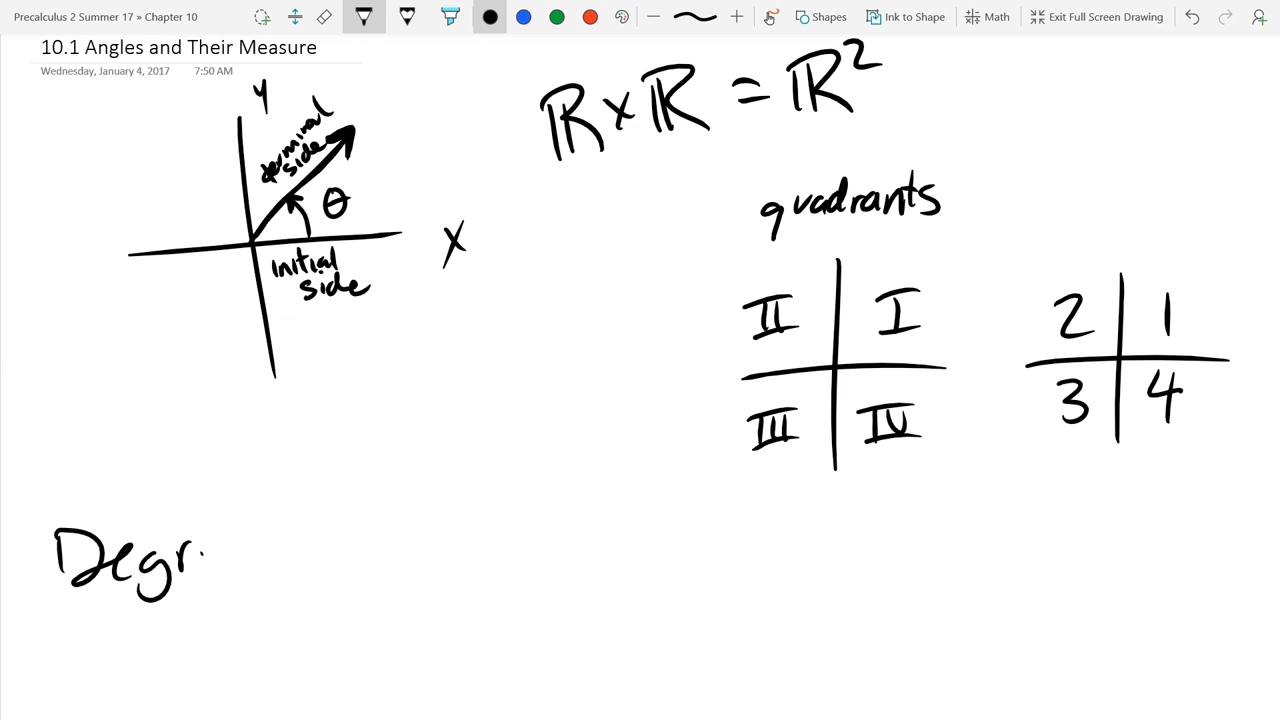 Precalculus 2 Summer 17 » Chapter 10
Shapes
Ink to Shape
Math
Exit Full Screen Drawing
10.1 Angles and Their Measure
Wednesday, January 4, 2017 7:50 AM
y
terminal
side
θ
x
initial
side
ℝ×ℝ = ℝ²
quadrants
II I
III IV
2 1
3 4
Degr